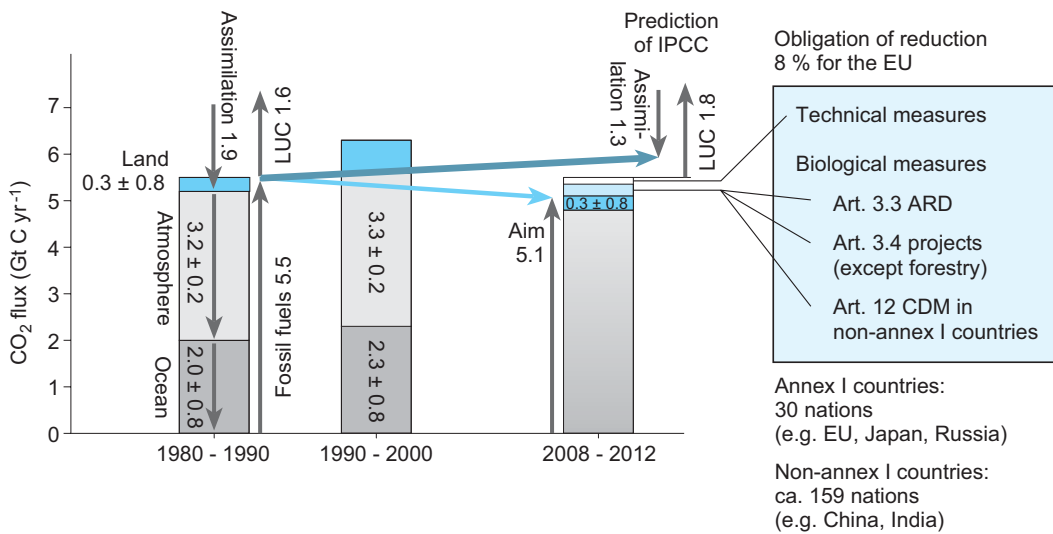 CO2 flux (Gt C yr-1)
7
6
5
4
3
2
1
0
Land
0.3 ± 0.8
Assimilation 1.9
LUC 1.6
Atmosphere
3.2 ± 0.2
Ocean
2.0 ± 0.8
Fossil fuels 5.5
3.3 ± 0.2
2.3 ± 0.8
Prediction
of IPCC
Assimi-
lation 1.3
LUC 1.8
0.3 ± 0.8
Aim
5.1
1980 - 1990
1990 - 2000
2008 - 2012
Obligation of reduction
8 % for the EU
Technical measures
Biological measures
Art. 3.3 ARD
Art. 3.4 projects
(except forestry)
Art. 12 CDM in
non-annex I countries
Annex I countries:
30 nations
(e.g. EU, Japan, Russia)
Non-annex I countries:
ca. 159 nations
(e.g. China, India)